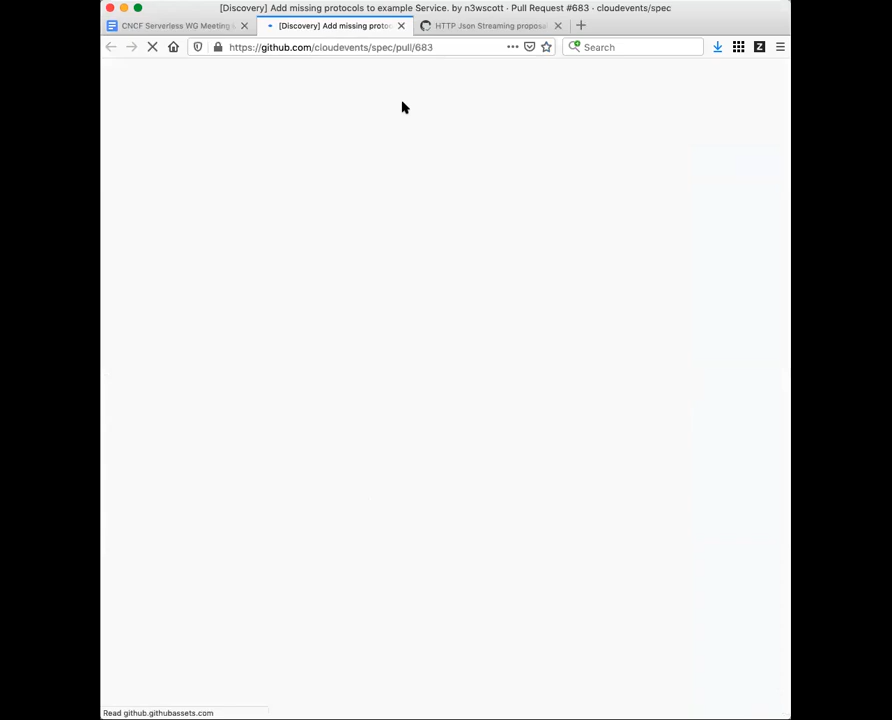 [Discovery] Add missing protocols to example Service. by n3wscott · Pull Request #683 · cloudevents/spec
CNCF Serverless WG Meeting
[Discovery] Add missing protoc
HTTP Json Streaming proposal
https://github.com/cloudevents/spec/pull/683
Search
Z
Read github.githubassets.com